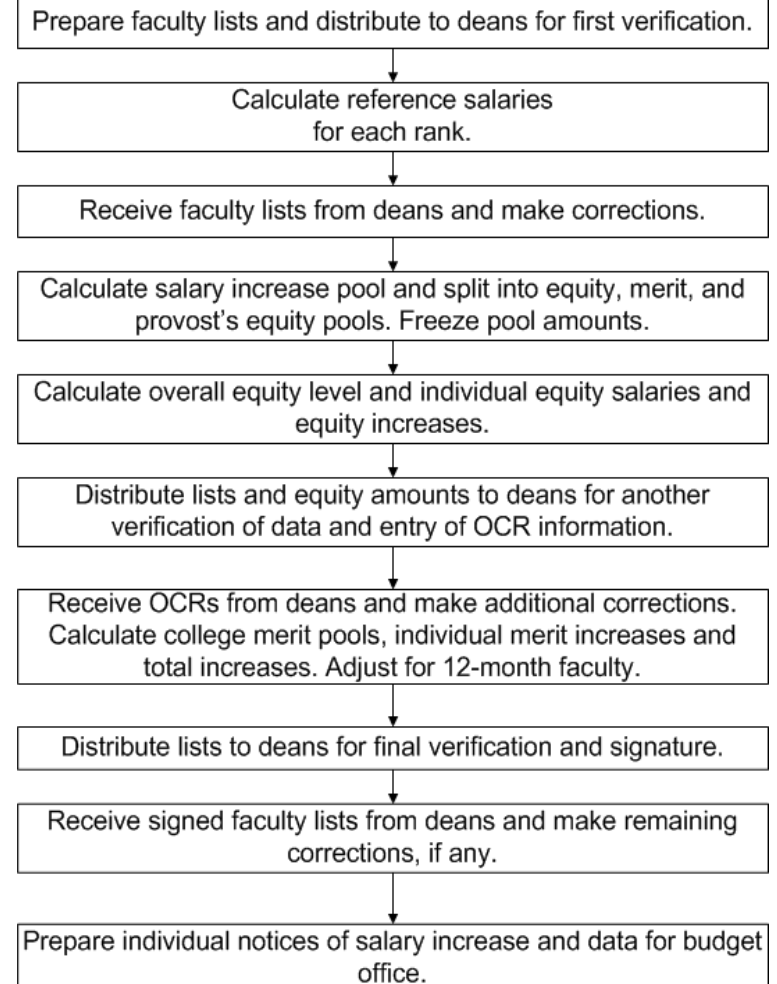 Prepare faculty lists and distribute to deans for first verification.
Calculate reference salaries
for each rank.
Receive faculty lists from deans and make corrections.
Calculate salary increase pool and split into equity, merit, and
provost's equity pools. Freeze pool amounts.
Calculate overall equity level and individual equity salaries and
equity increases.
Distribute lists and equity amounts to deans for another
verification of data and entry of OCR information.
Receive OCRs from deans and make additional corrections.
Calculate college merit pools, individual merit increases and
total increases. Adjust for 12-month faculty.
Distribute lists to deans for final verification and signature.
Receive signed faculty lists from deans and make remaining
corrections, if any.
Prepare individual notices of salary increase and data for budget
office.